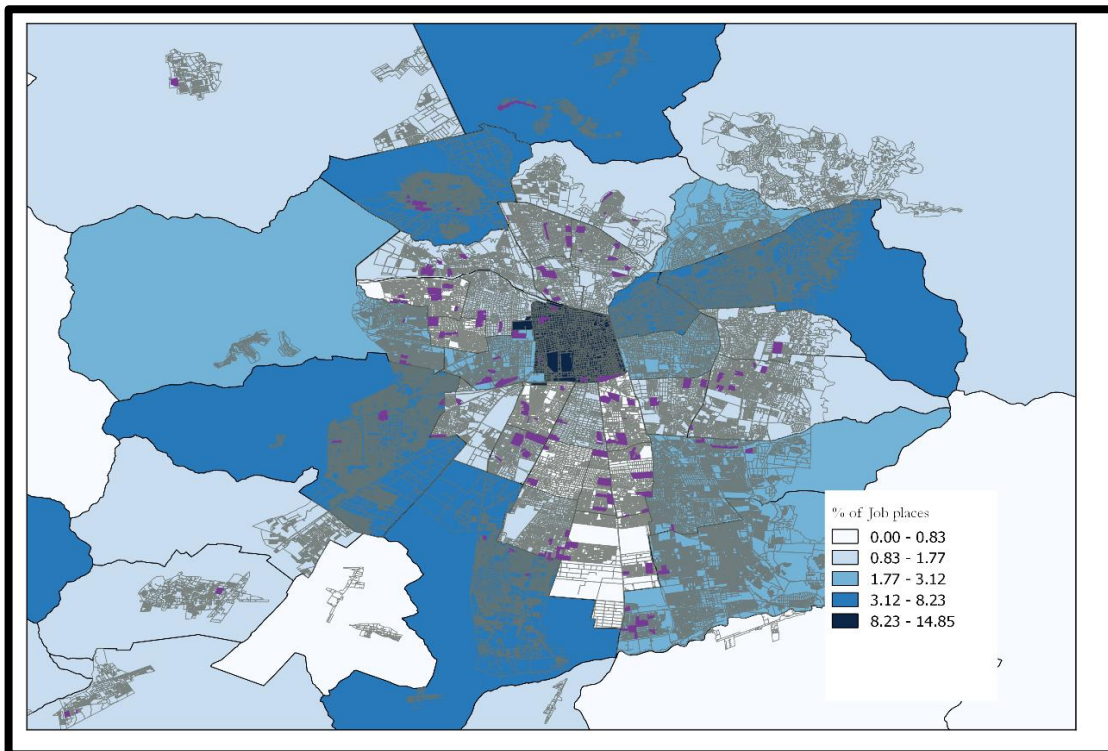 % of Job places
0.00 - 0.83
0.83 - 1.77
1.77 - 3.12
3.12 - 8.23
8.23 - 14.85
7